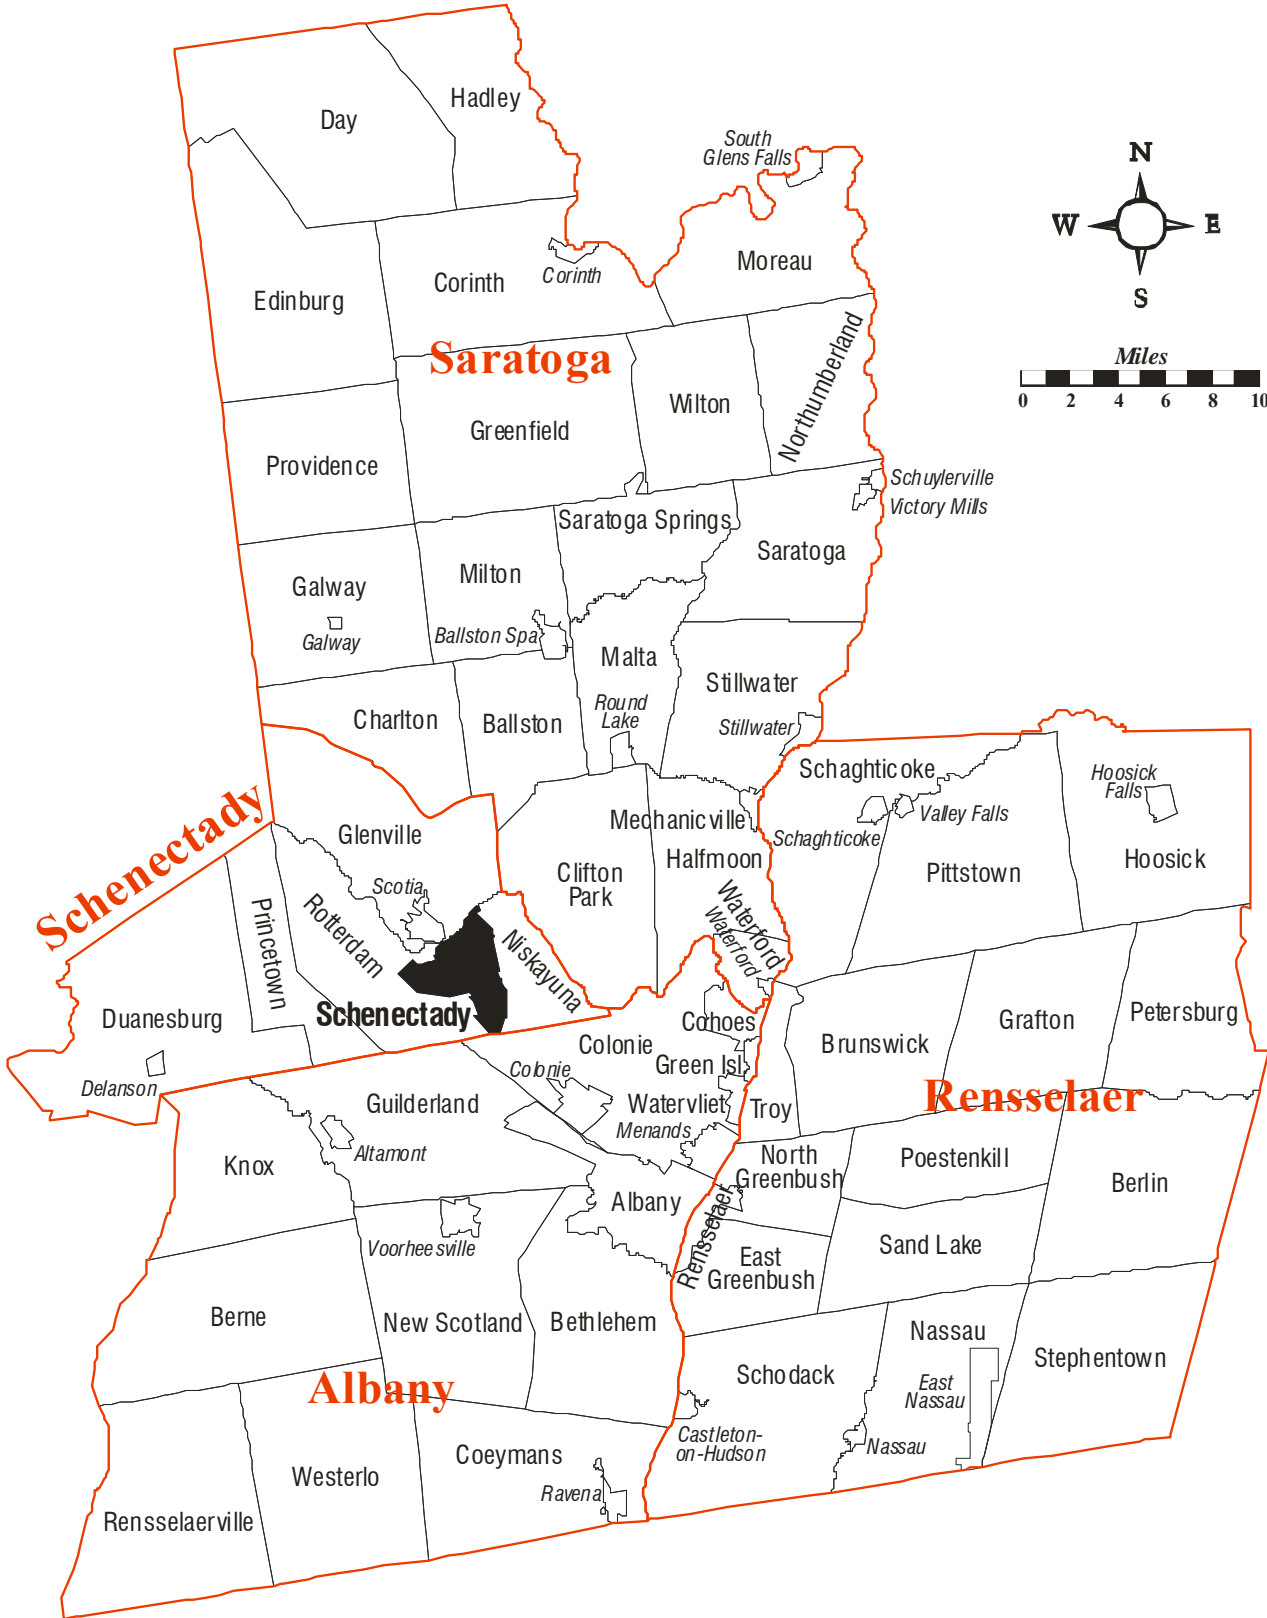 Hadley
Day
South
Glens Falls
N
W
E
S
Moreau
Corinth
Corinth
Edinburg
Saratoga
Miles
0 2 4 6 8 10
Northumberland
Wilton
Greenfield
Providence
Schuylerville
Victory Mills
Saratoga Springs
Saratoga
Milton
Galway
Galway
Ballston Spa
Malta
Stillwater
Round
Lake
Charlton
Ballston
Stillwater
Schaghticoke
Hoosick
Falls
Schenectady
Glenville
Mechanicville
Schaghticoke
Valley Falls
Halfmoon
Hoosick
Clifton
Park
Pittstown
Scotia
Princetown
Rotterdam
Niskayuna
Waterford
Waterford
Duanesburg
Schenectady
Cohoes
Grafton
Petersburg
Colonie
Brunswick
Green Isl
Colonie
Delanson
Guilderland
Watervliet
Troy
Rensselaer
Menands
Altamont
Knox
North
Greenbush
Poestenkill
Berlin
Albany
Rensselaer
Voorheesville
East
Greenbush
Sand Lake
Berne
New Scotland
Bethlehem
Nassau
Stephentown
Albany
Schodack
East
Nassau
Castleton-
on-Hudson
Nassau
Coeymans
Westerlo
Ravena
Rensselaerville